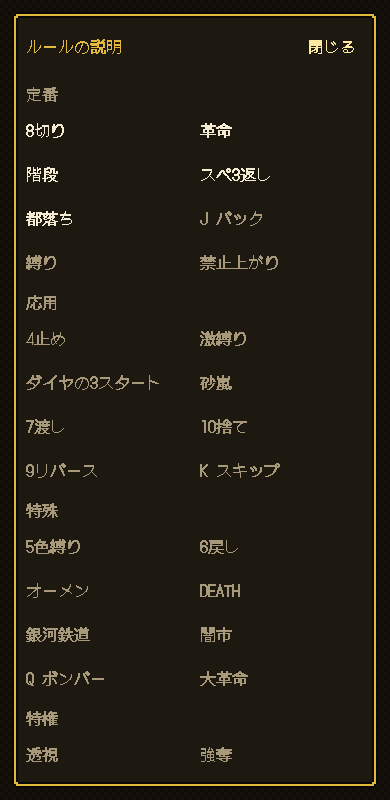 ルールの説明 閉じる
定番
8切り 革命
階段 スペ3返し
都落ち J バック
縛り 禁止上がり
応用
4止め 激縛り
ダイヤの3スタート 砂嵐
7渡し 10捨て
9リバース K スキップ
特殊
5色縛り 6戻し
オーメン DEATH
銀河鉄道 闇市
Q ボンバー 大革命
特権
透視 強奪